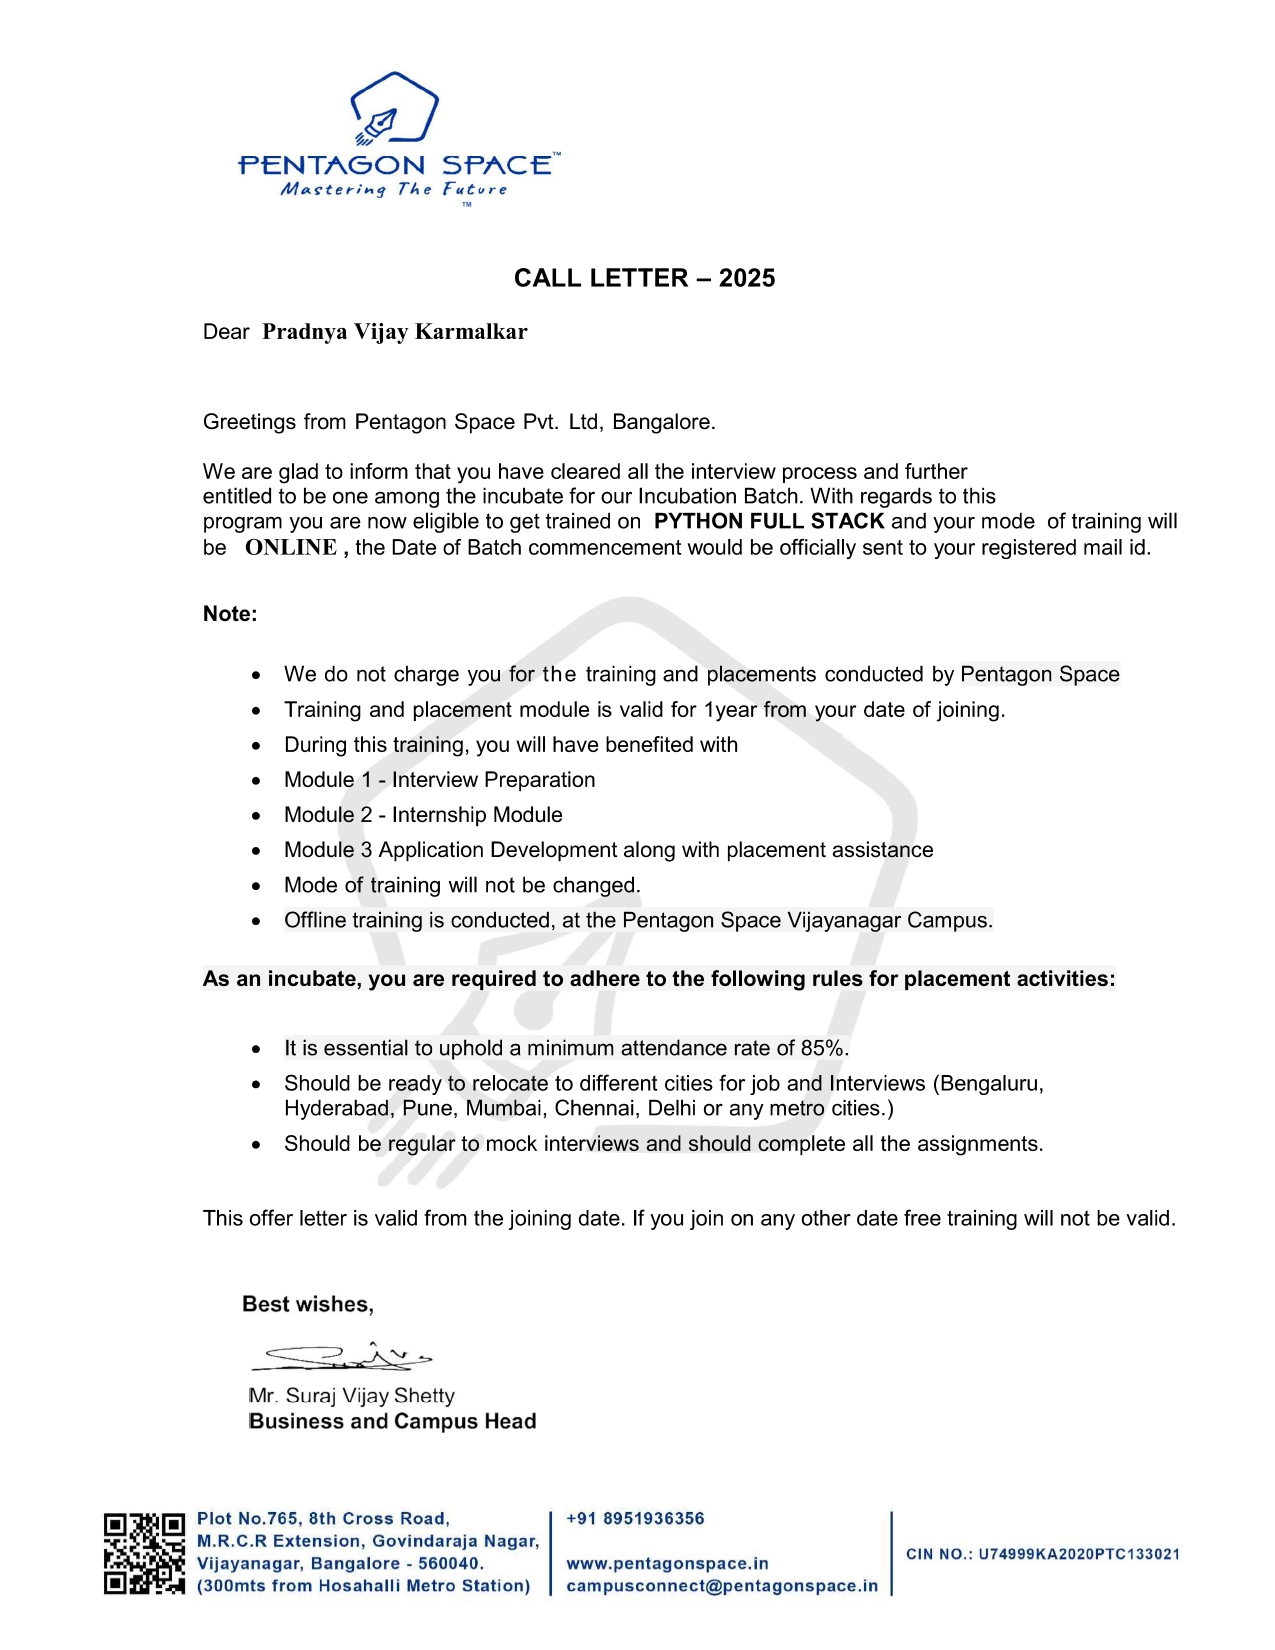 PENTAGON SPACE™
Mastering The Future
TM
CALL LETTER – 2025
Dear Pradnya Vijay Karmalkar
Greetings from Pentagon Space Pvt. Ltd, Bangalore.
We are glad to inform that you have cleared all the interview process and further
entitled to be one among the incubate for our Incubation Batch. With regards to this
program you are now eligible to get trained on PYTHON FULL STACK and your mode of training will
be ONLINE , the Date of Batch commencement would be officially sent to your registered mail id.
Note:
• We do not charge you for the training and placements conducted by Pentagon Space
• Training and placement module is valid for 1year from your date of joining.
• During this training, you will have benefited with
• Module 1 - Interview Preparation
• Module 2 - Internship Module
• Module 3 Application Development along with placement assistance
• Mode of training will not be changed.
• Offline training is conducted, at the Pentagon Space Vijayanagar Campus.
As an incubate, you are required to adhere to the following rules for placement activities:
• It is essential to uphold a minimum attendance rate of 85%.
• Should be ready to relocate to different cities for job and Interviews (Bengaluru,
Hyderabad, Pune, Mumbai, Chennai, Delhi or any metro cities.)
• Should be regular to mock interviews and should complete all the assignments.
This offer letter is valid from the joining date. If you join on any other date free training will not be valid.
Best wishes,
Mr. Suraj Vijay Shetty
Business and Campus Head
Plot No.765, 8th Cross Road,
M.R.C.R Extension, Govindaraja Nagar,
Vijayanagar, Bangalore - 560040.
(300mts from Hosahalli Metro Station)
+91 8951936356
www.pentagonspace.in
campusconnect@pentagonspace.in
CIN NO.: U74999KA2020PTC133021